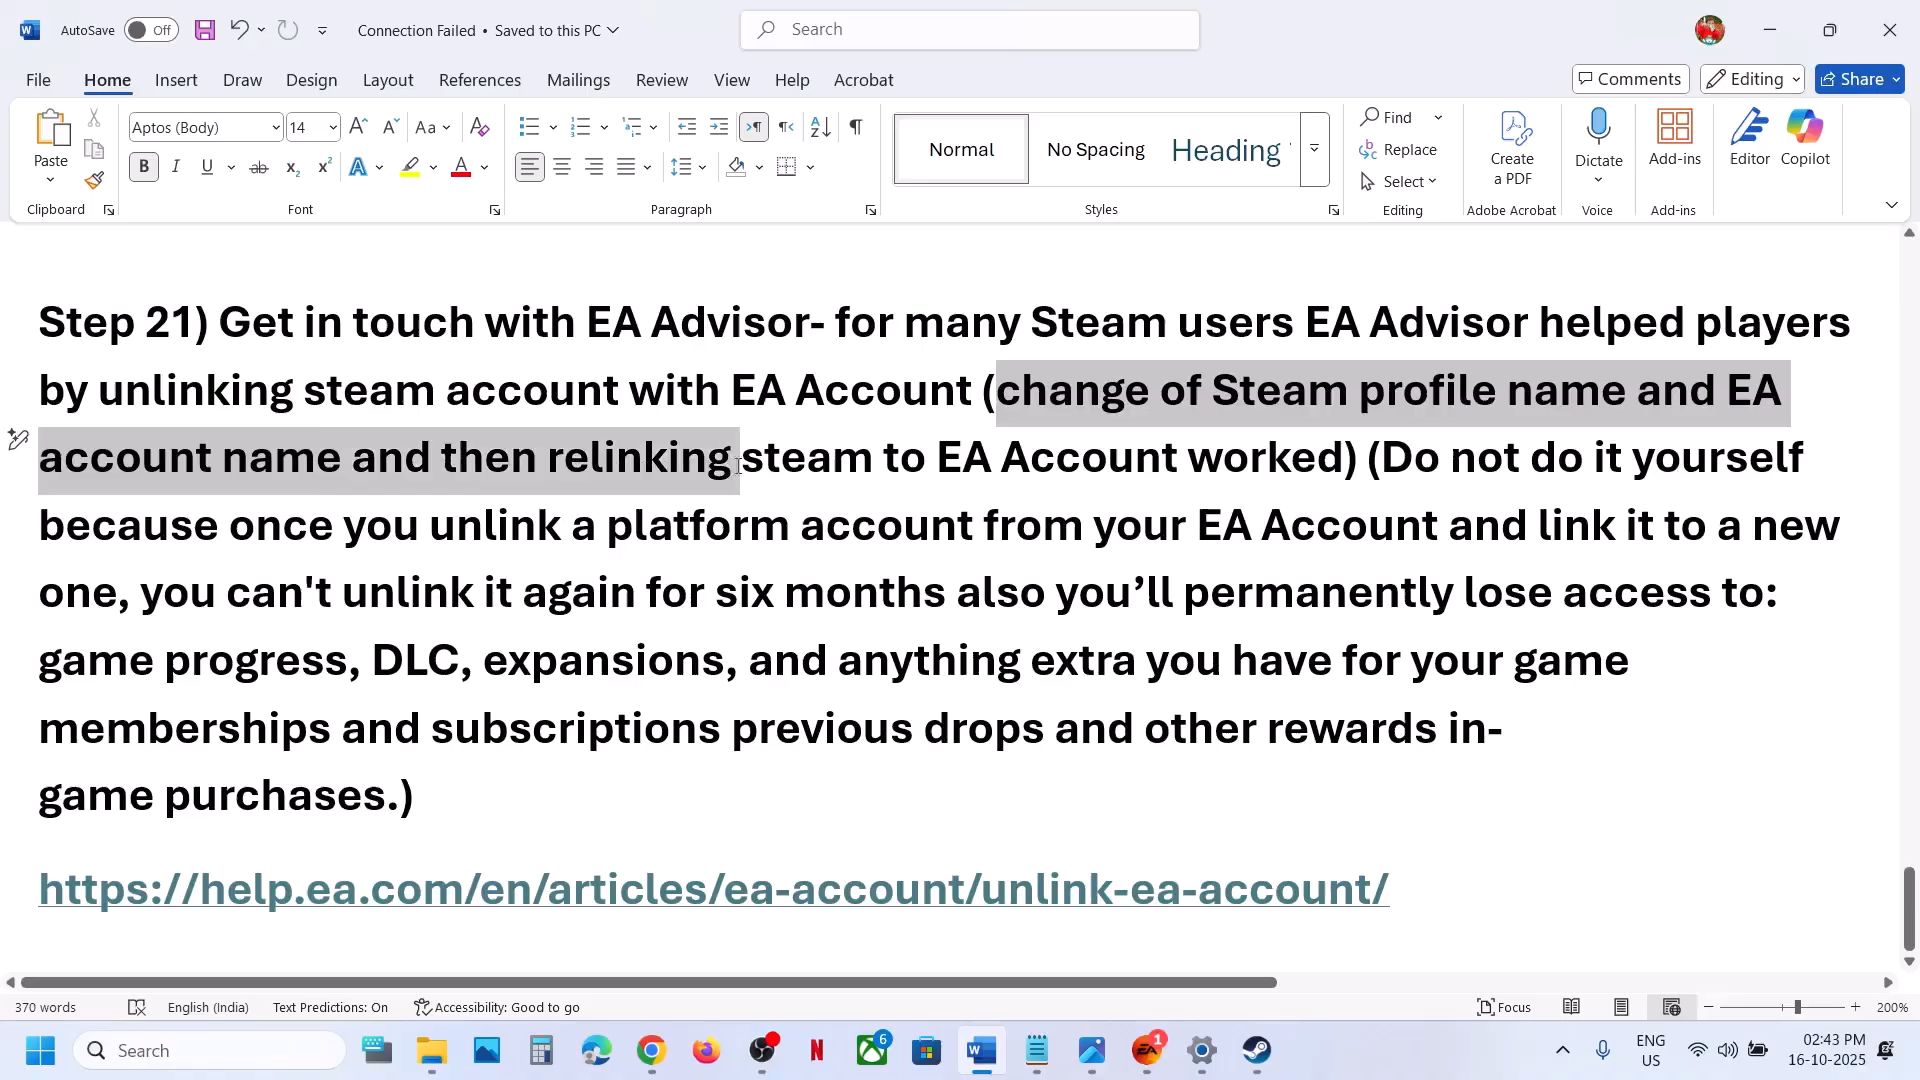 AutoSave Off Connection Failed • Saved to this PC Search
File Home Insert Draw Design Layout References Mailings Review View Help Acrobat Comments Editing Share
Aptos (Body) 14 Aa
Paste
B I U ab x₂ x² A A
Normal No Spacing Heading
Find
Replace
Select
Create a PDF
Dictate
Add-ins
Editor
Copilot
Clipboard Font Paragraph Styles Editing Adobe Acrobat Voice Add-ins
Step 21) Get in touch with EA Advisor- for many Steam users EA Advisor helped players
by unlinking steam account with EA Account (change of Steam profile name and EA
account name and then relinking steam to EA Account worked) (Do not do it yourself
because once you unlink a platform account from your EA Account and link it to a new
one, you can't unlink it again for six months also you’ll permanently lose access to:
game progress, DLC, expansions, and anything extra you have for your game
memberships and subscriptions previous drops and other rewards in-
game purchases.)
https://help.ea.com/en/articles/ea-account/unlink-ea-account/
370 words English (India) Text Predictions: On Accessibility: Good to go Focus 200%
Search 6 1 ENG US 02:43 PM 16-10-2025